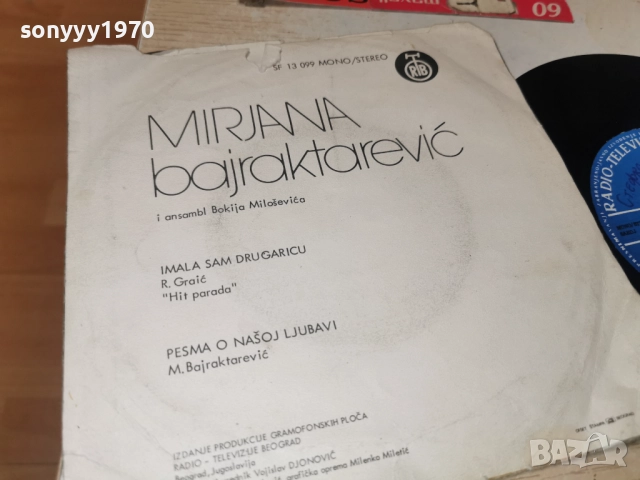 sonyyy1970
60
SF 13 099 MONO/STEREO
RTB
MIRJANA
bajraktarević
i ansambl Bokija Miloševića
IMALA SAM DRUGARICU
R. Graić
"Hit parada"
PESMA O NAŠOJ LJUBAVI
M. Bajraktarević
IZDANJE PRODUKCIJE GRAMOFONSKIH PLOČA
RADIO – TELEVIZIJE BEOGRAD
Beograd, Jugoslavija
Vojislav DJONOVIĆ
grafička oprema Milenko Miletić
RADIO-TELEVI
bazar